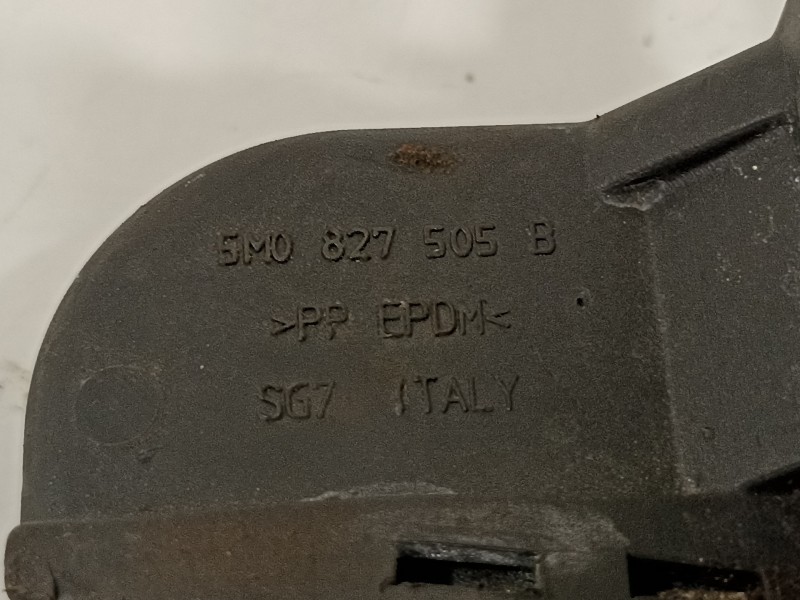 5M0 827 505 B
>PP EPDM<
SG7 ITALY